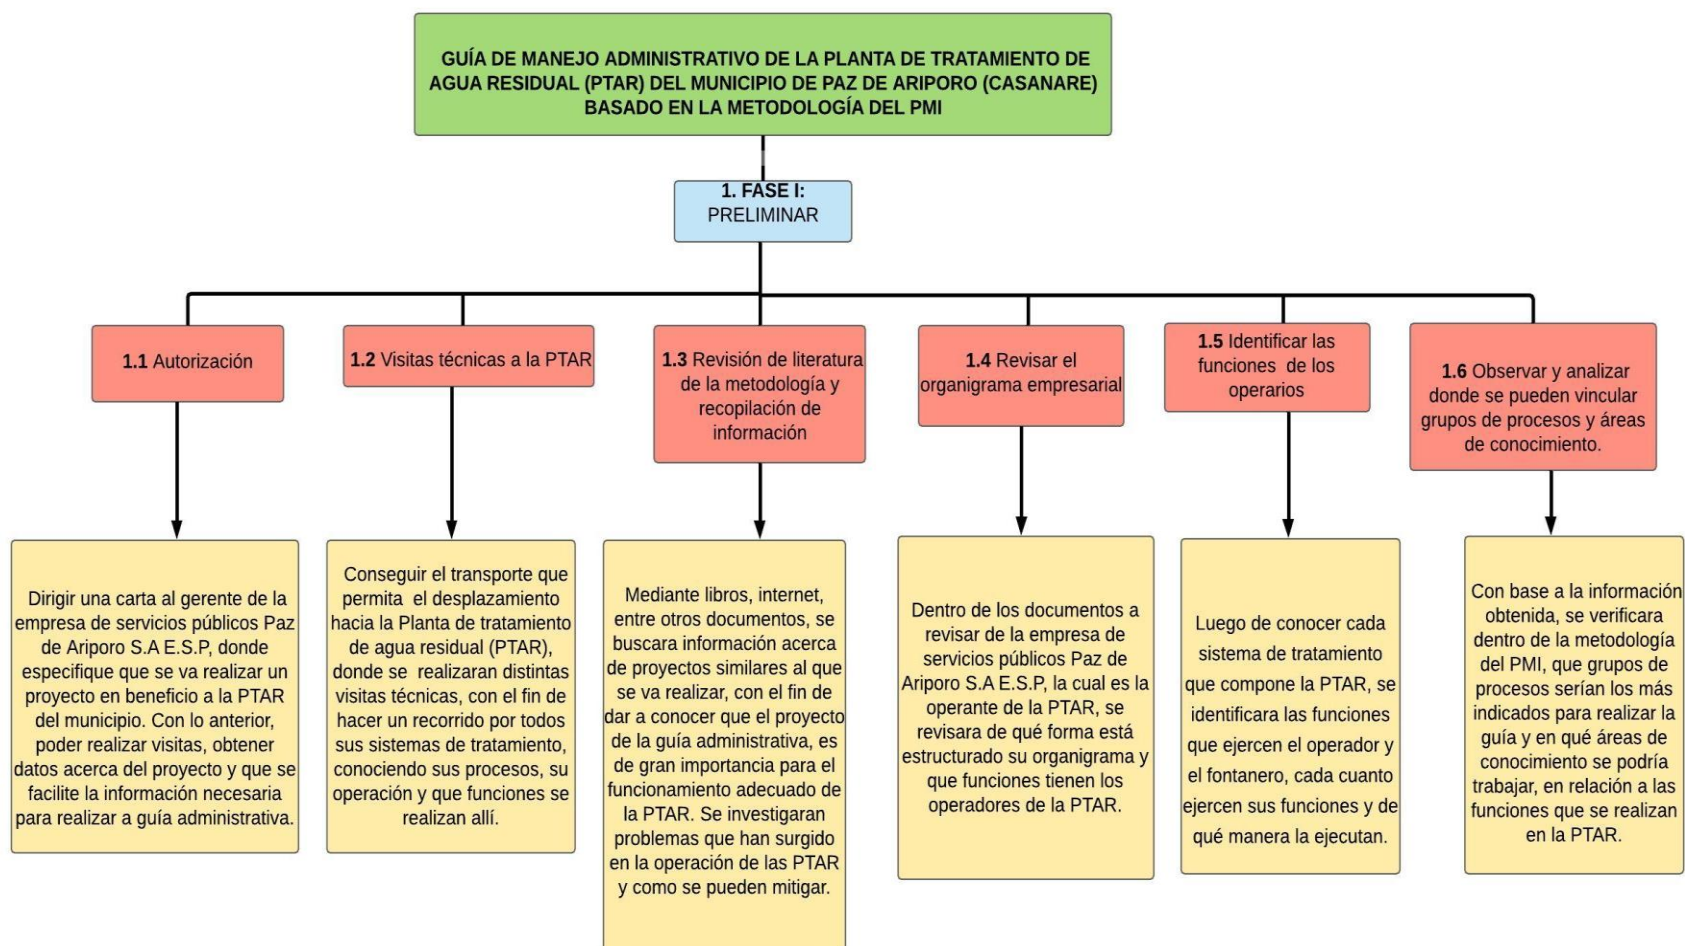 GUÍA DE MANEJO ADMINISTRATIVO DE LA PLANTA DE TRATAMIENTO DE
AGUA RESIDUAL (PTAR) DEL MUNICIPIO DE PAZ DE ARIPORO (CASANARE)
BASADO EN LA METODOLOGÍA DEL PMI
1. FASE I:
PRELIMINAR
1.1 Autorización
1.2 Visitas técnicas a la PTAR
1.3 Revisión de literatura
de la metodología y
recopilación de
información
1.4 Revisar el
organigrama empresarial
1.5 Identificar las
funciones de los
operarios
1.6 Observar y analizar
donde se pueden vincular
grupos de procesos y áreas
de conocimiento.
Dirigir una carta al gerente de la
empresa de servicios públicos Paz
de Ariporo S.A E.S.P, donde
especifique que se va realizar un
proyecto en beneficio a la PTAR
del municipio. Con lo anterior,
poder realizar visitas, obtener
datos acerca del proyecto y que se
facilite la información necesaria
para realizar a guía administrativa.
Conseguir el transporte que
permita el desplazamiento
hacia la Planta de tratamiento
de agua residual (PTAR),
donde se realizaran distintas
visitas técnicas, con el fin de
hacer un recorrido por todos
sus sistemas de tratamiento,
conociendo sus procesos, su
operación y que funciones se
realizan allí.
Mediante libros, internet,
entre otros documentos, se
buscara información acerca
de proyectos similares al que
se va realizar, con el fin de
dar a conocer que el proyecto
de la guía administrativa, es
de gran importancia para el
funcionamiento adecuado de
la PTAR. Se investigaran
problemas que han surgido
en la operación de las PTAR
y como se pueden mitigar.
Dentro de los documentos a
revisar de la empresa de
servicios públicos Paz de
Ariporo S.A E.S.P, la cual es la
operante de la PTAR, se
revisara de qué forma está
estructurado su organigrama y
que funciones tienen los
operadores de la PTAR.
Luego de conocer cada
sistema de tratamiento
que compone la PTAR, se
identificara las funciones
que ejercen el operador y
el fontanero, cada cuanto
ejercen sus funciones y de
qué manera la ejecutan.
Con base a la información
obtenida, se verificara
dentro de la metodología
del PMI, que grupos de
procesos serían los más
indicados para realizar la
guía y en qué áreas de
conocimiento se podría
trabajar, en relación a las
funciones que se realizan
en la PTAR.